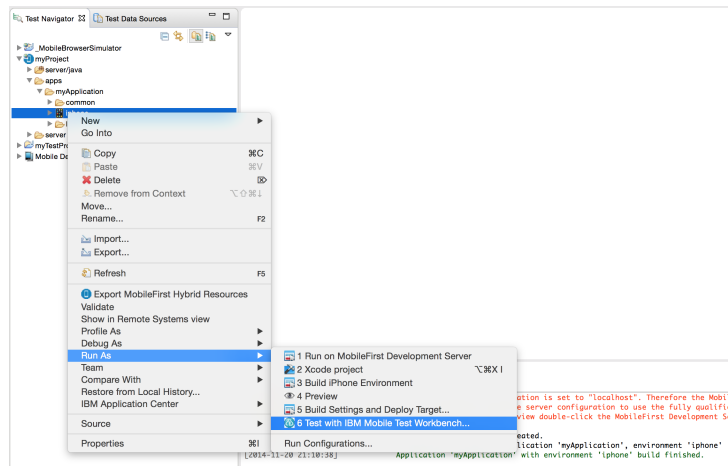 Test Navigator
Test Data Sources
_MobileBrowserSimulator
myProject
server/java
apps
myApplication
common
server
myTestPro
Mobile De
New
Go Into
Copy ⌘C
Paste ⌘V
Delete ⌦
Remove from Context ⌥⇧⌘↓
Move...
Rename... F2
Import...
Export...
Refresh F5
Export MobileFirst Hybrid Resources
Validate
Show in Remote Systems view
Profile As
Debug As
Run As
Team
Compare With
Restore from Local History...
IBM Application Center
Source
Properties ⌘I
1 Run on MobileFirst Development Server
2 Xcode project ⌥⌘X I
3 Build iPhone Environment
4 Preview
5 Build Settings and Deploy Target...
6 Test with IBM Mobile Test Workbench...
Run Configurations...
ation is set to "localhost". Therefore the Mobi
e server configuration to use the fully qualifi
view double-click the MobileFirst Development Se
eated.
lication 'myApplication', environment 'iphone'
[2014-11-20 21:10:38] Application 'myApplication' with environment 'iphone' build finished.